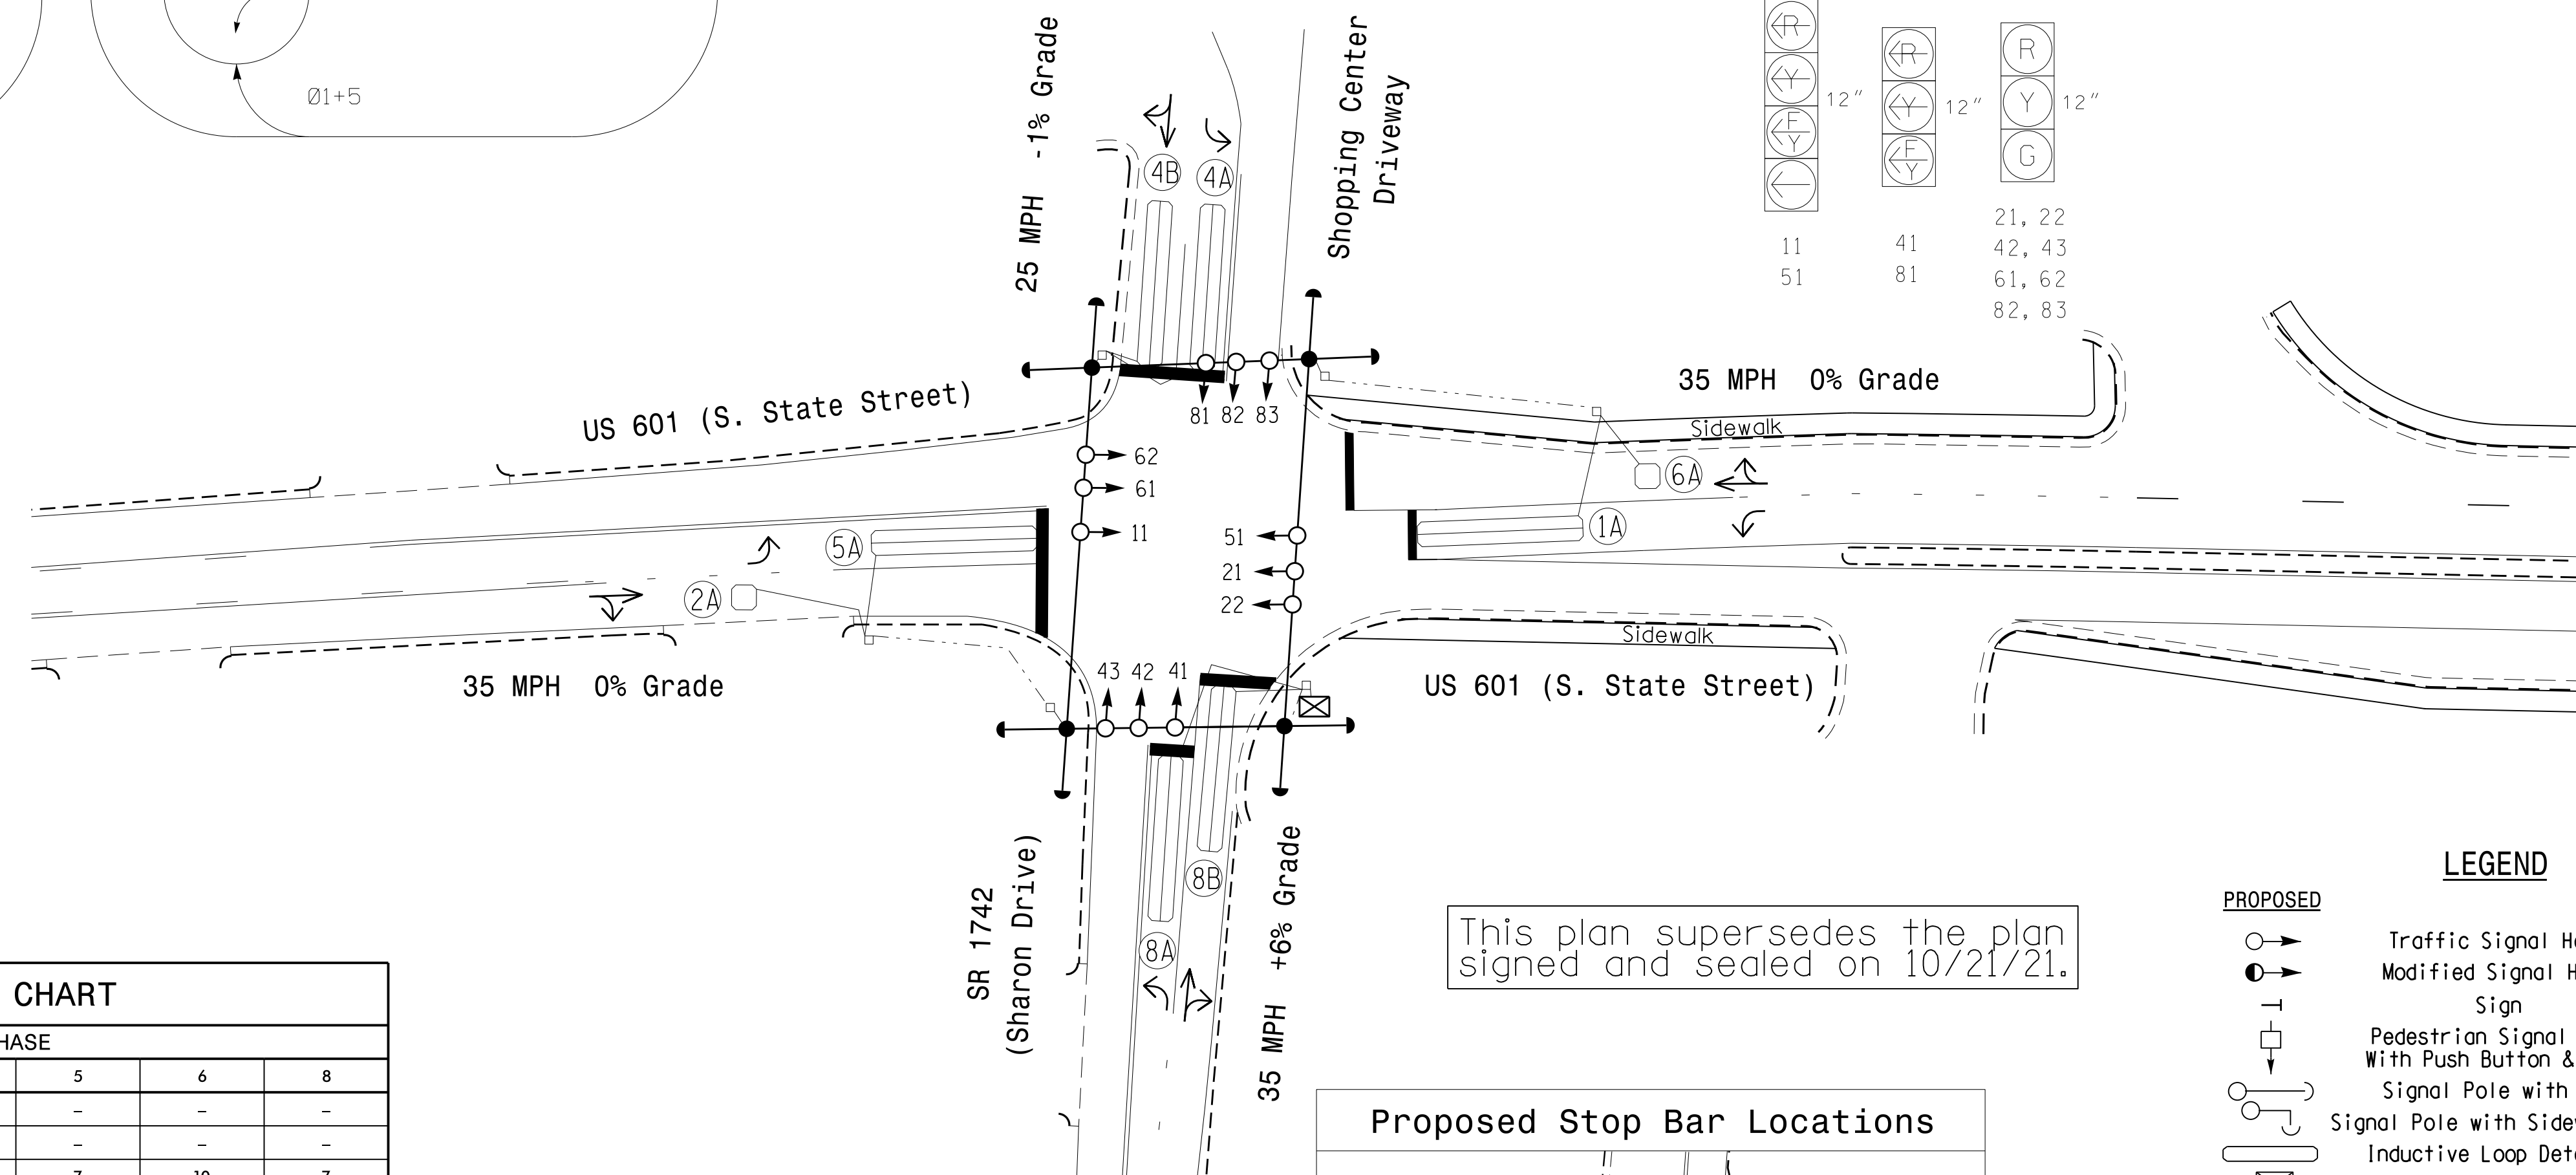 Ø1+5
25 MPH -1% Grade
Shopping Center
Driveway
R
Y
F
Y
12"
R
Y
F
Y
12"
R
Y
G
12"
11
51
41
81
21, 22
42, 43
61, 62
82, 83
4B
4A
US 601 (S. State Street)
35 MPH 0% Grade
Sidewalk
81 82 83
62
61
11
6A
1A
5A
2A
51
21
22
Sidewalk
35 MPH 0% Grade
US 601 (S. State Street)
43 42 41
8B
8A
SR 1742
(Sharon Drive)
35 MPH +6% Grade
This plan supersedes the plan
signed and sealed on 10/21/21.
LEGEND
PROPOSED
Traffic Signal
Modified Signal
Sign
Pedestrian Signal
With Push Button &
Signal Pole with
Signal Pole with
Inductive Loop
CHART
5 6 8
– – –
– – –
Proposed Stop Bar Locations